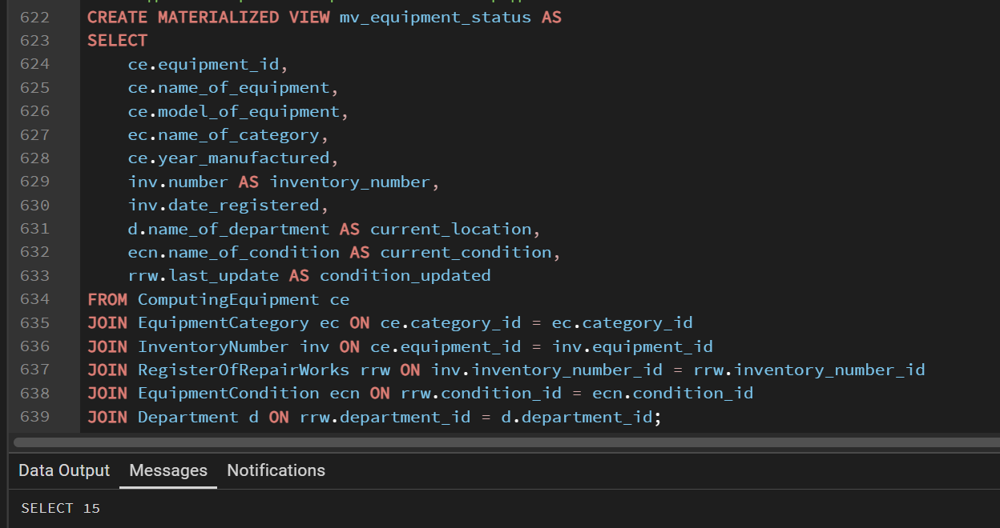 622 CREATE MATERIALIZED VIEW mv_equipment_status AS
623 SELECT
624     ce.equipment_id,
625     ce.name_of_equipment,
626     ce.model_of_equipment,
627     ec.name_of_category,
628     ce.year_manufactured,
629     inv.number AS inventory_number,
630     inv.date_registered,
631     d.name_of_department AS current_location,
632     ecn.name_of_condition AS current_condition,
633     rrw.last_update AS condition_updated
634 FROM ComputingEquipment ce
635 JOIN EquipmentCategory ec ON ce.category_id = ec.category_id
636 JOIN InventoryNumber inv ON ce.equipment_id = inv.equipment_id
637 JOIN RegisterOfRepairWorks rrw ON inv.inventory_number_id = rrw.inventory_number_id
638 JOIN EquipmentCondition ecn ON rrw.condition_id = ecn.condition_id
639 JOIN Department d ON rrw.department_id = d.department_id;
Data Output Messages Notifications
SELECT 15